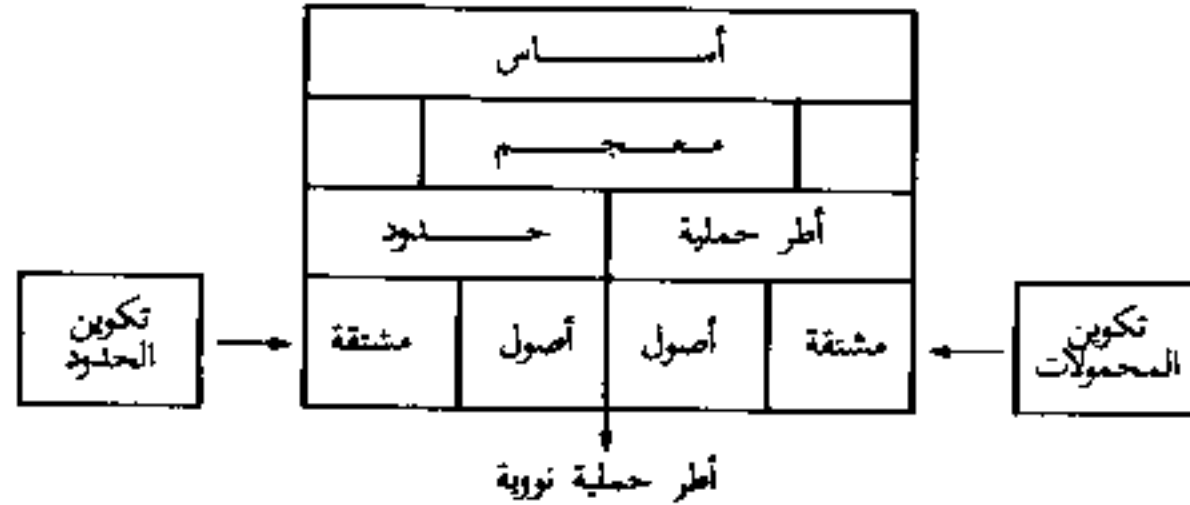 أساس
معجم
أطر حملية
حدود
تكوين
المحمولات
مشتقة
أصول
أصول
مشتقة
تكوين
الحدود
أطر حملية نووية